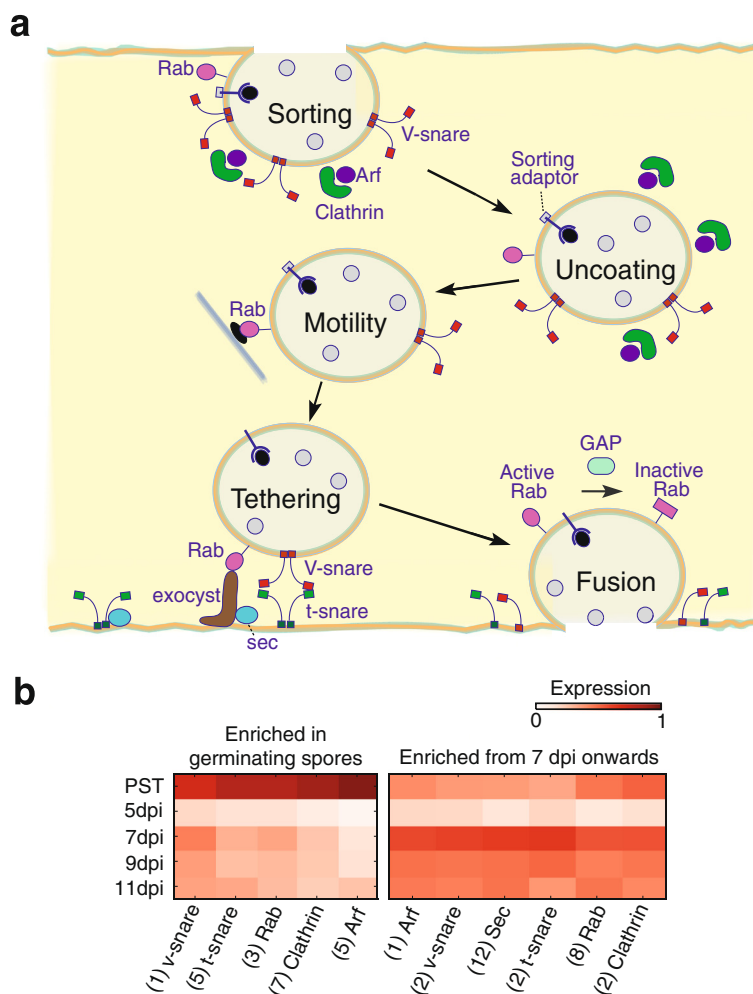 a
Rab
Sorting
V-snare
Arf
Clathrin
Sorting
adaptor
Uncoating
Rab
Motility
Tethering
Rab
V-snare
exocyst
t-snare
sec
GAP
Active
Rab
Inactive
Rab
Fusion
b
Expression
0
1
Enriched in
germinating spores
Enriched from 7 dpi onwards
PST
5dpi
7dpi
9dpi
11dpi
(1) v-snare
(5) t-snare
(3) Rab
(7) Clathrin
(5) Arf
(1) Arf
(2) v-snare
(12) Sec
(2) t-snare
(8) Rab
(2) Clathrin